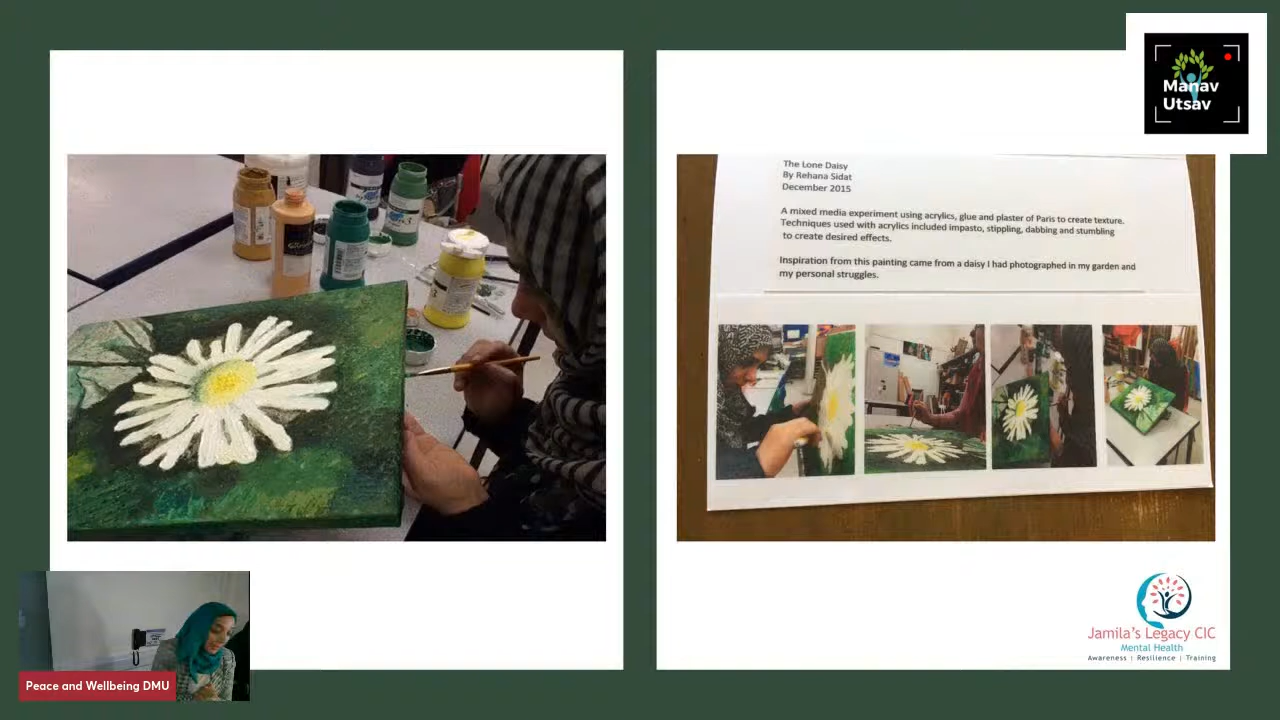 Manav
Utsav
The Lone Daisy
By Rehana Sidat
December 2015
A mixed media experiment using acrylics, glue and plaster of Paris to create texture.
Techniques used with acrylics included impasto, stippling, dabbing and stumbling
to create desired effects.
Inspiration from this painting came from a daisy I had photographed in my garden and
my personal struggles.
Jamila's Legacy CIC
Mental Health
Awareness | Resilience | Training
Peace and Wellbeing DMU